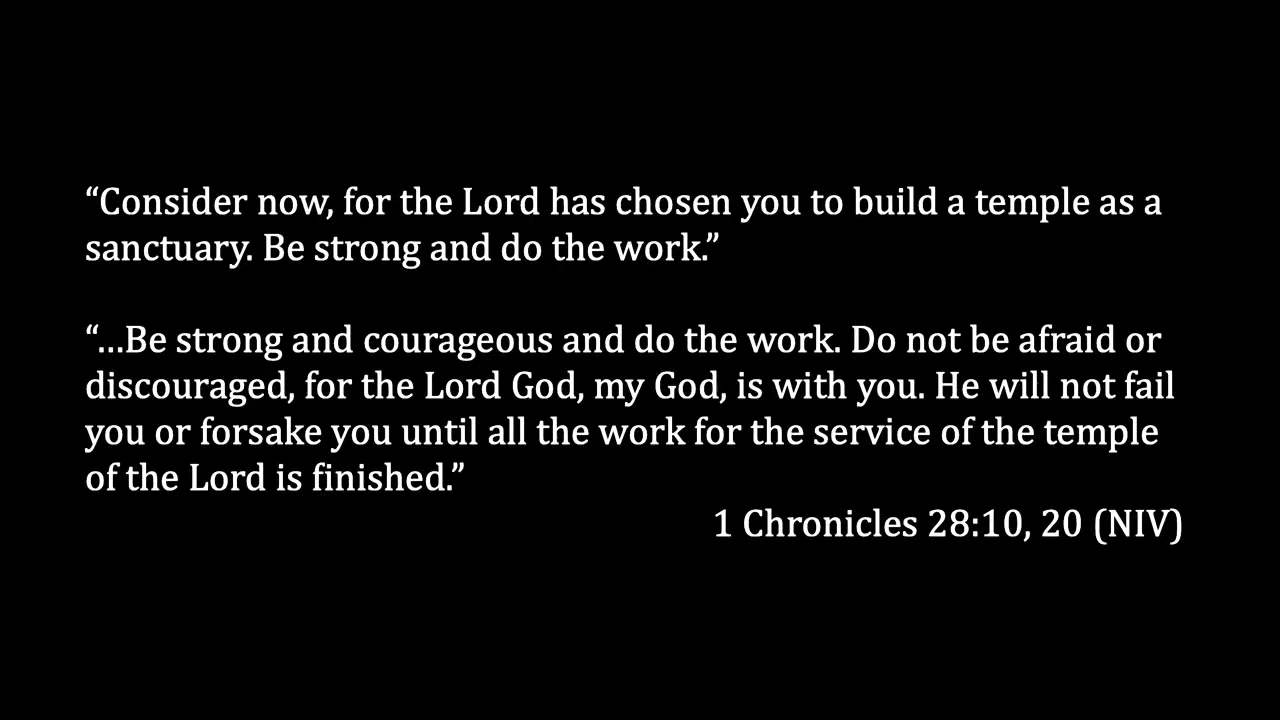 “Consider now, for the Lord has chosen you to build a temple as a
sanctuary. Be strong and do the work.”
“…Be strong and courageous and do the work. Do not be afraid or
discouraged, for the Lord God, my God, is with you. He will not fail
you or forsake you until all the work for the service of the temple
of the Lord is finished.”
1 Chronicles 28:10, 20 (NIV)